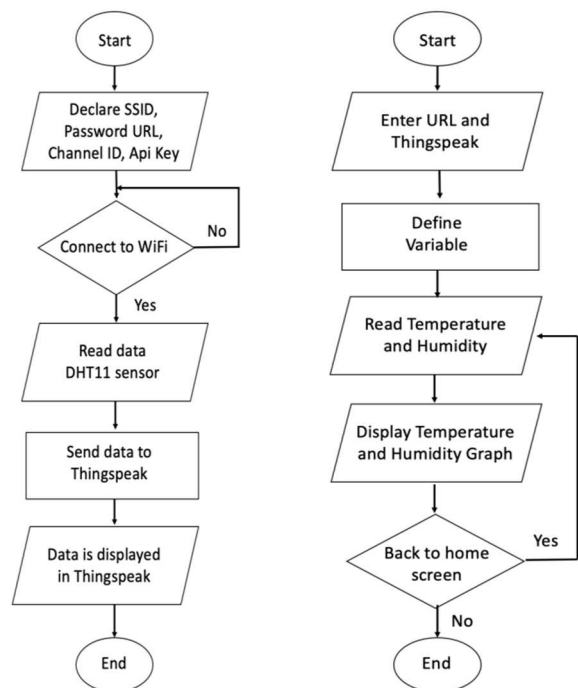 Start
Declare SSID,
Password URL,
Channel ID, Api Key
Connect to WiFi
No
Yes
Read data
DHT11 sensor
Send data to
Thingspeak
Data is displayed
in Thingspeak
End
Start
Enter URL and
Thingspeak
Define
Variable
Read Temperature
and Humidity
Display Temperature
and Humidity Graph
Back to home
screen
Yes
No
End